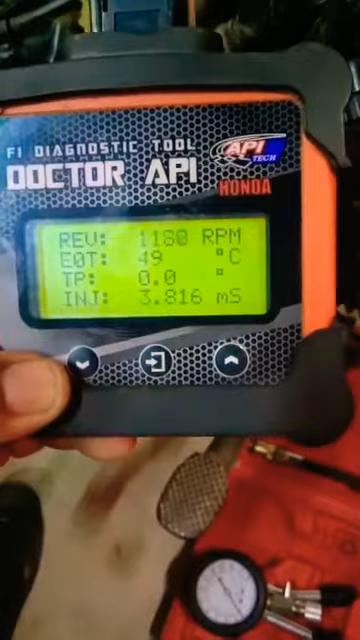 FI DIAGNOSTIC TOOL
DOCTOR API
API
TECH
HONDA
REV: 1180 RPM
EOT: 49 °C
TP: 0.0 °
INJ: 3.816 mS